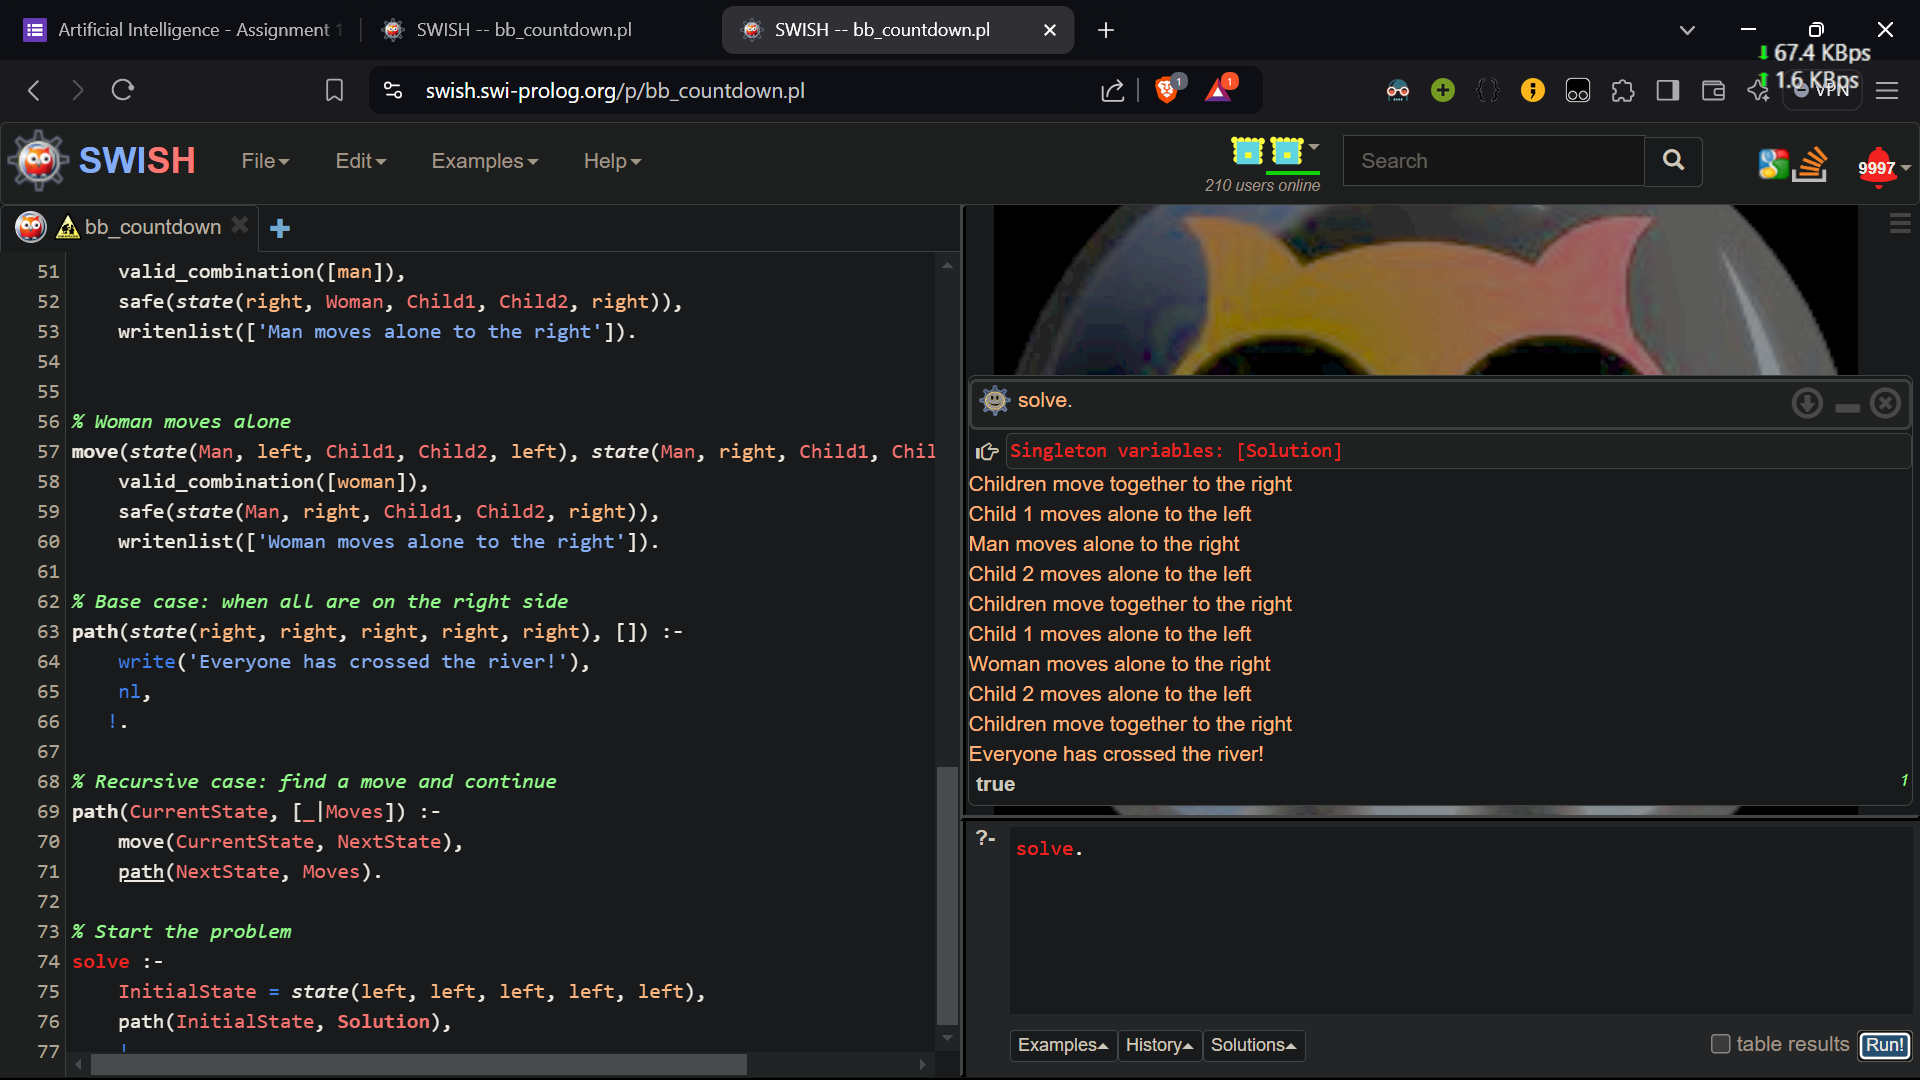 Artificial Intelligence - Assignment 1
SWISH -- bb_countdown.pl
SWISH -- bb_countdown.pl
67.4 KBps
1.6 KBps
swish.swi-prolog.org/p/bb_countdown.pl
1
1
VPN
SWISH
File
Edit
Examples
Help
210 users online
Search
9997
bb_countdown
51 valid_combination([man]),
52 safe(state(right, Woman, Child1, Child2, right)),
53 writenlist(['Man moves alone to the right']).
54
55
56 % Woman moves alone
57 move(state(Man, left, Child1, Child2, left), state(Man, right, Child1, Chil
58 valid_combination([woman]),
59 safe(state(Man, right, Child1, Child2, right)),
60 writenlist(['Woman moves alone to the right']).
61
62 % Base case: when all are on the right side
63 path(state(right, right, right, right, right), []) :-
64 write('Everyone has crossed the river!'),
65 nl,
66 !.
67
68 % Recursive case: find a move and continue
69 path(CurrentState, [_|Moves]) :-
70 move(CurrentState, NextState),
71 path(NextState, Moves).
72
73 % Start the problem
74 solve :-
75 InitialState = state(left, left, left, left, left),
76 path(InitialState, Solution),
77 !
solve.
Singleton variables: [Solution]
Children move together to the right
Child 1 moves alone to the left
Man moves alone to the right
Child 2 moves alone to the left
Children move together to the right
Child 1 moves alone to the left
Woman moves alone to the right
Child 2 moves alone to the left
Children move together to the right
Everyone has crossed the river!
true
1
?- solve.
Examples
History
Solutions
table results
Run!